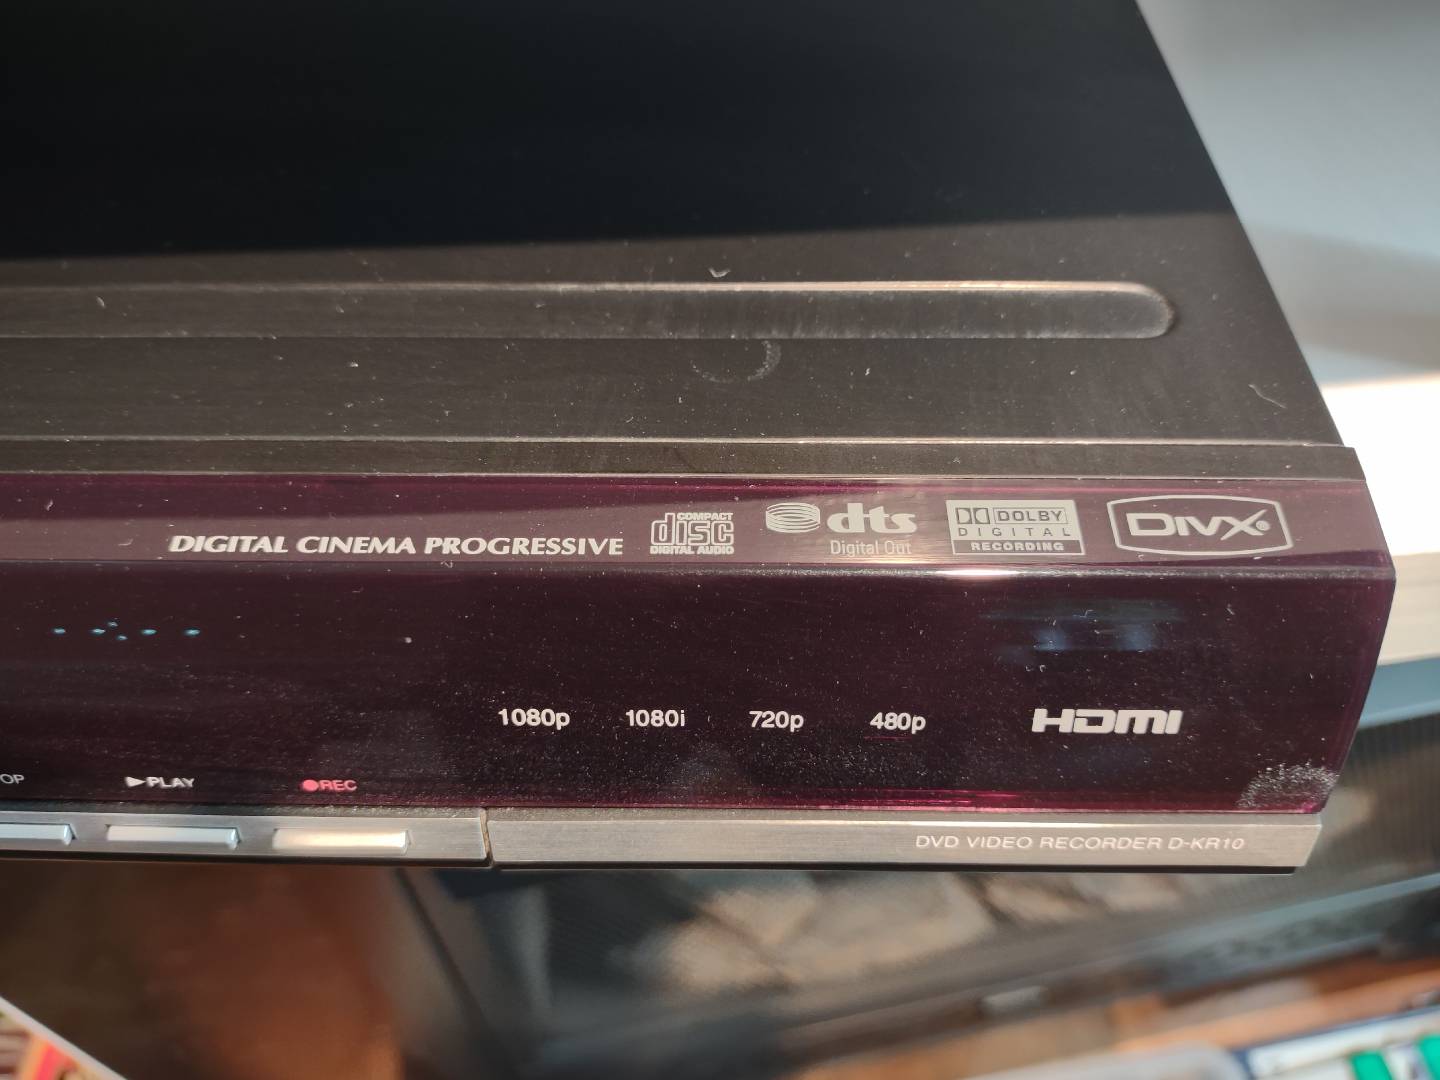 DIGITAL CINEMA PROGRESSIVE
COMPACT
disc
DIGITAL AUDIO
dts
Digital Out
DOLBY
DIGITAL
RECORDING
DIVX
1080p 1080i 720p 480p HDMI
OP ▶PLAY ●REC
DVD VIDEO RECORDER D-KR10